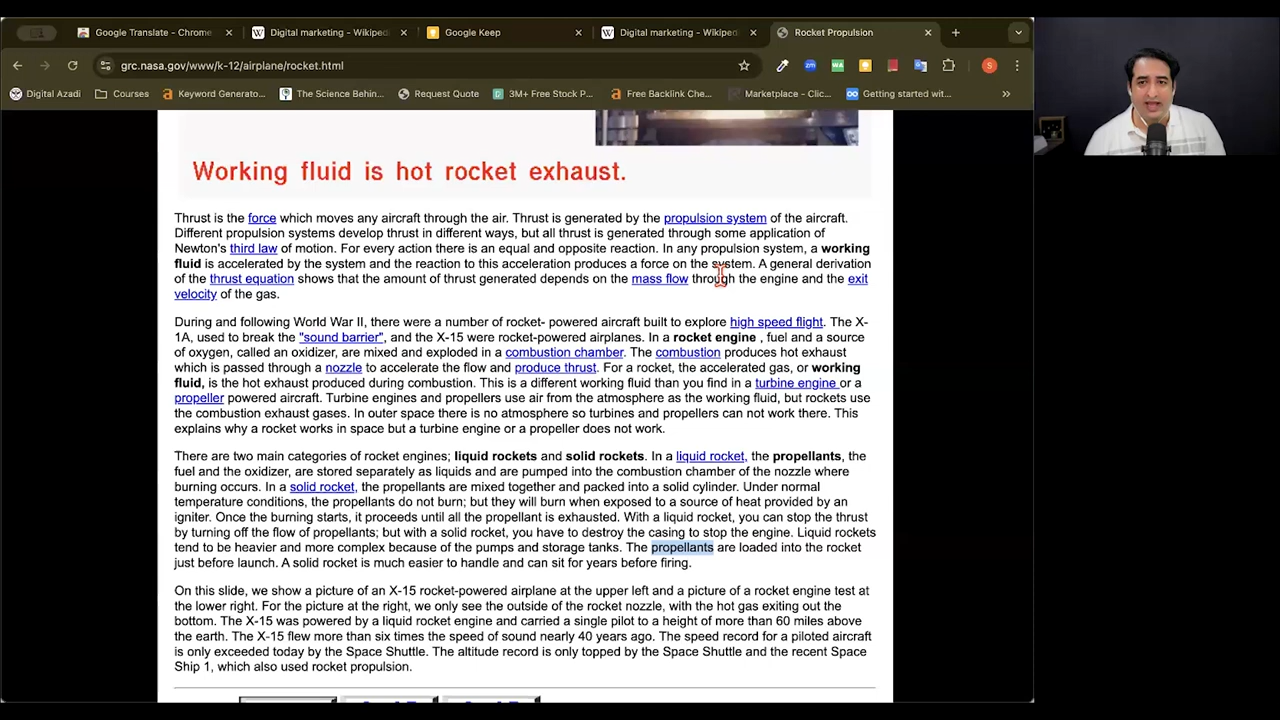 Google Translate - Chrome
Digital marketing - Wikiped
Google Keep
Digital marketing - Wikiped
Rocket Propulsion
grc.nasa.gov/www/k-12/airplane/rocket.html
Digital Azadi
Courses
Keyword Generato...
The Science Behin...
Request Quote
3M+ Free Stock P...
Free Backlink Che...
Marketplace - Clic...
Getting started wit...
Working fluid is hot rocket exhaust.
Thrust is the force which moves any aircraft through the air. Thrust is generated by the propulsion system of the aircraft.
Different propulsion systems develop thrust in different ways, but all thrust is generated through some application of
Newton's third law of motion. For every action there is an equal and opposite reaction. In any propulsion system, a working
fluid is accelerated by the system and the reaction to this acceleration produces a force on the system. A general derivation
of the thrust equation shows that the amount of thrust generated depends on the mass flow through the engine and the exit
velocity of the gas.
During and following World War II, there were a number of rocket- powered aircraft built to explore high speed flight. The X-
1A, used to break the "sound barrier", and the X-15 were rocket-powered airplanes. In a rocket engine , fuel and a source
of oxygen, called an oxidizer, are mixed and exploded in a combustion chamber. The combustion produces hot exhaust
which is passed through a nozzle to accelerate the flow and produce thrust. For a rocket, the accelerated gas, or working
fluid, is the hot exhaust produced during combustion. This is a different working fluid than you find in a turbine engine or a
propeller powered aircraft. Turbine engines and propellers use air from the atmosphere as the working fluid, but rockets use
the combustion exhaust gases. In outer space there is no atmosphere so turbines and propellers can not work there. This
explains why a rocket works in space but a turbine engine or a propeller does not work.
There are two main categories of rocket engines; liquid rockets and solid rockets. In a liquid rocket, the propellants, the
fuel and the oxidizer, are stored separately as liquids and are pumped into the combustion chamber of the nozzle where
burning occurs. In a solid rocket, the propellants are mixed together and packed into a solid cylinder. Under normal
temperature conditions, the propellants do not burn; but they will burn when exposed to a source of heat provided by an
igniter. Once the burning starts, it proceeds until all the propellant is exhausted. With a liquid rocket, you can stop the thrust
by turning off the flow of propellants; but with a solid rocket, you have to destroy the casing to stop the engine. Liquid rockets
tend to be heavier and more complex because of the pumps and storage tanks. The propellants are loaded into the rocket
just before launch. A solid rocket is much easier to handle and can sit for years before firing.
On this slide, we show a picture of an X-15 rocket-powered airplane at the upper left and a picture of a rocket engine test at
the lower right. For the picture at the right, we only see the outside of the rocket nozzle, with the hot gas exiting out the
bottom. The X-15 was powered by a liquid rocket engine and carried a single pilot to a height of more than 60 miles above
the earth. The X-15 flew more than six times the speed of sound nearly 40 years ago. The speed record for a piloted aircraft
is only exceeded today by the Space Shuttle. The altitude record is only topped by the Space Shuttle and the recent Space
Ship 1, which also used rocket propulsion.